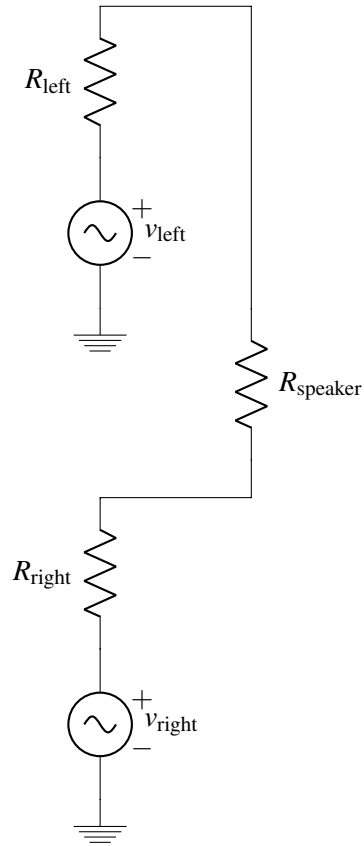 R_left
+
v_left
−
R_speaker
R_right
+
v_right
−